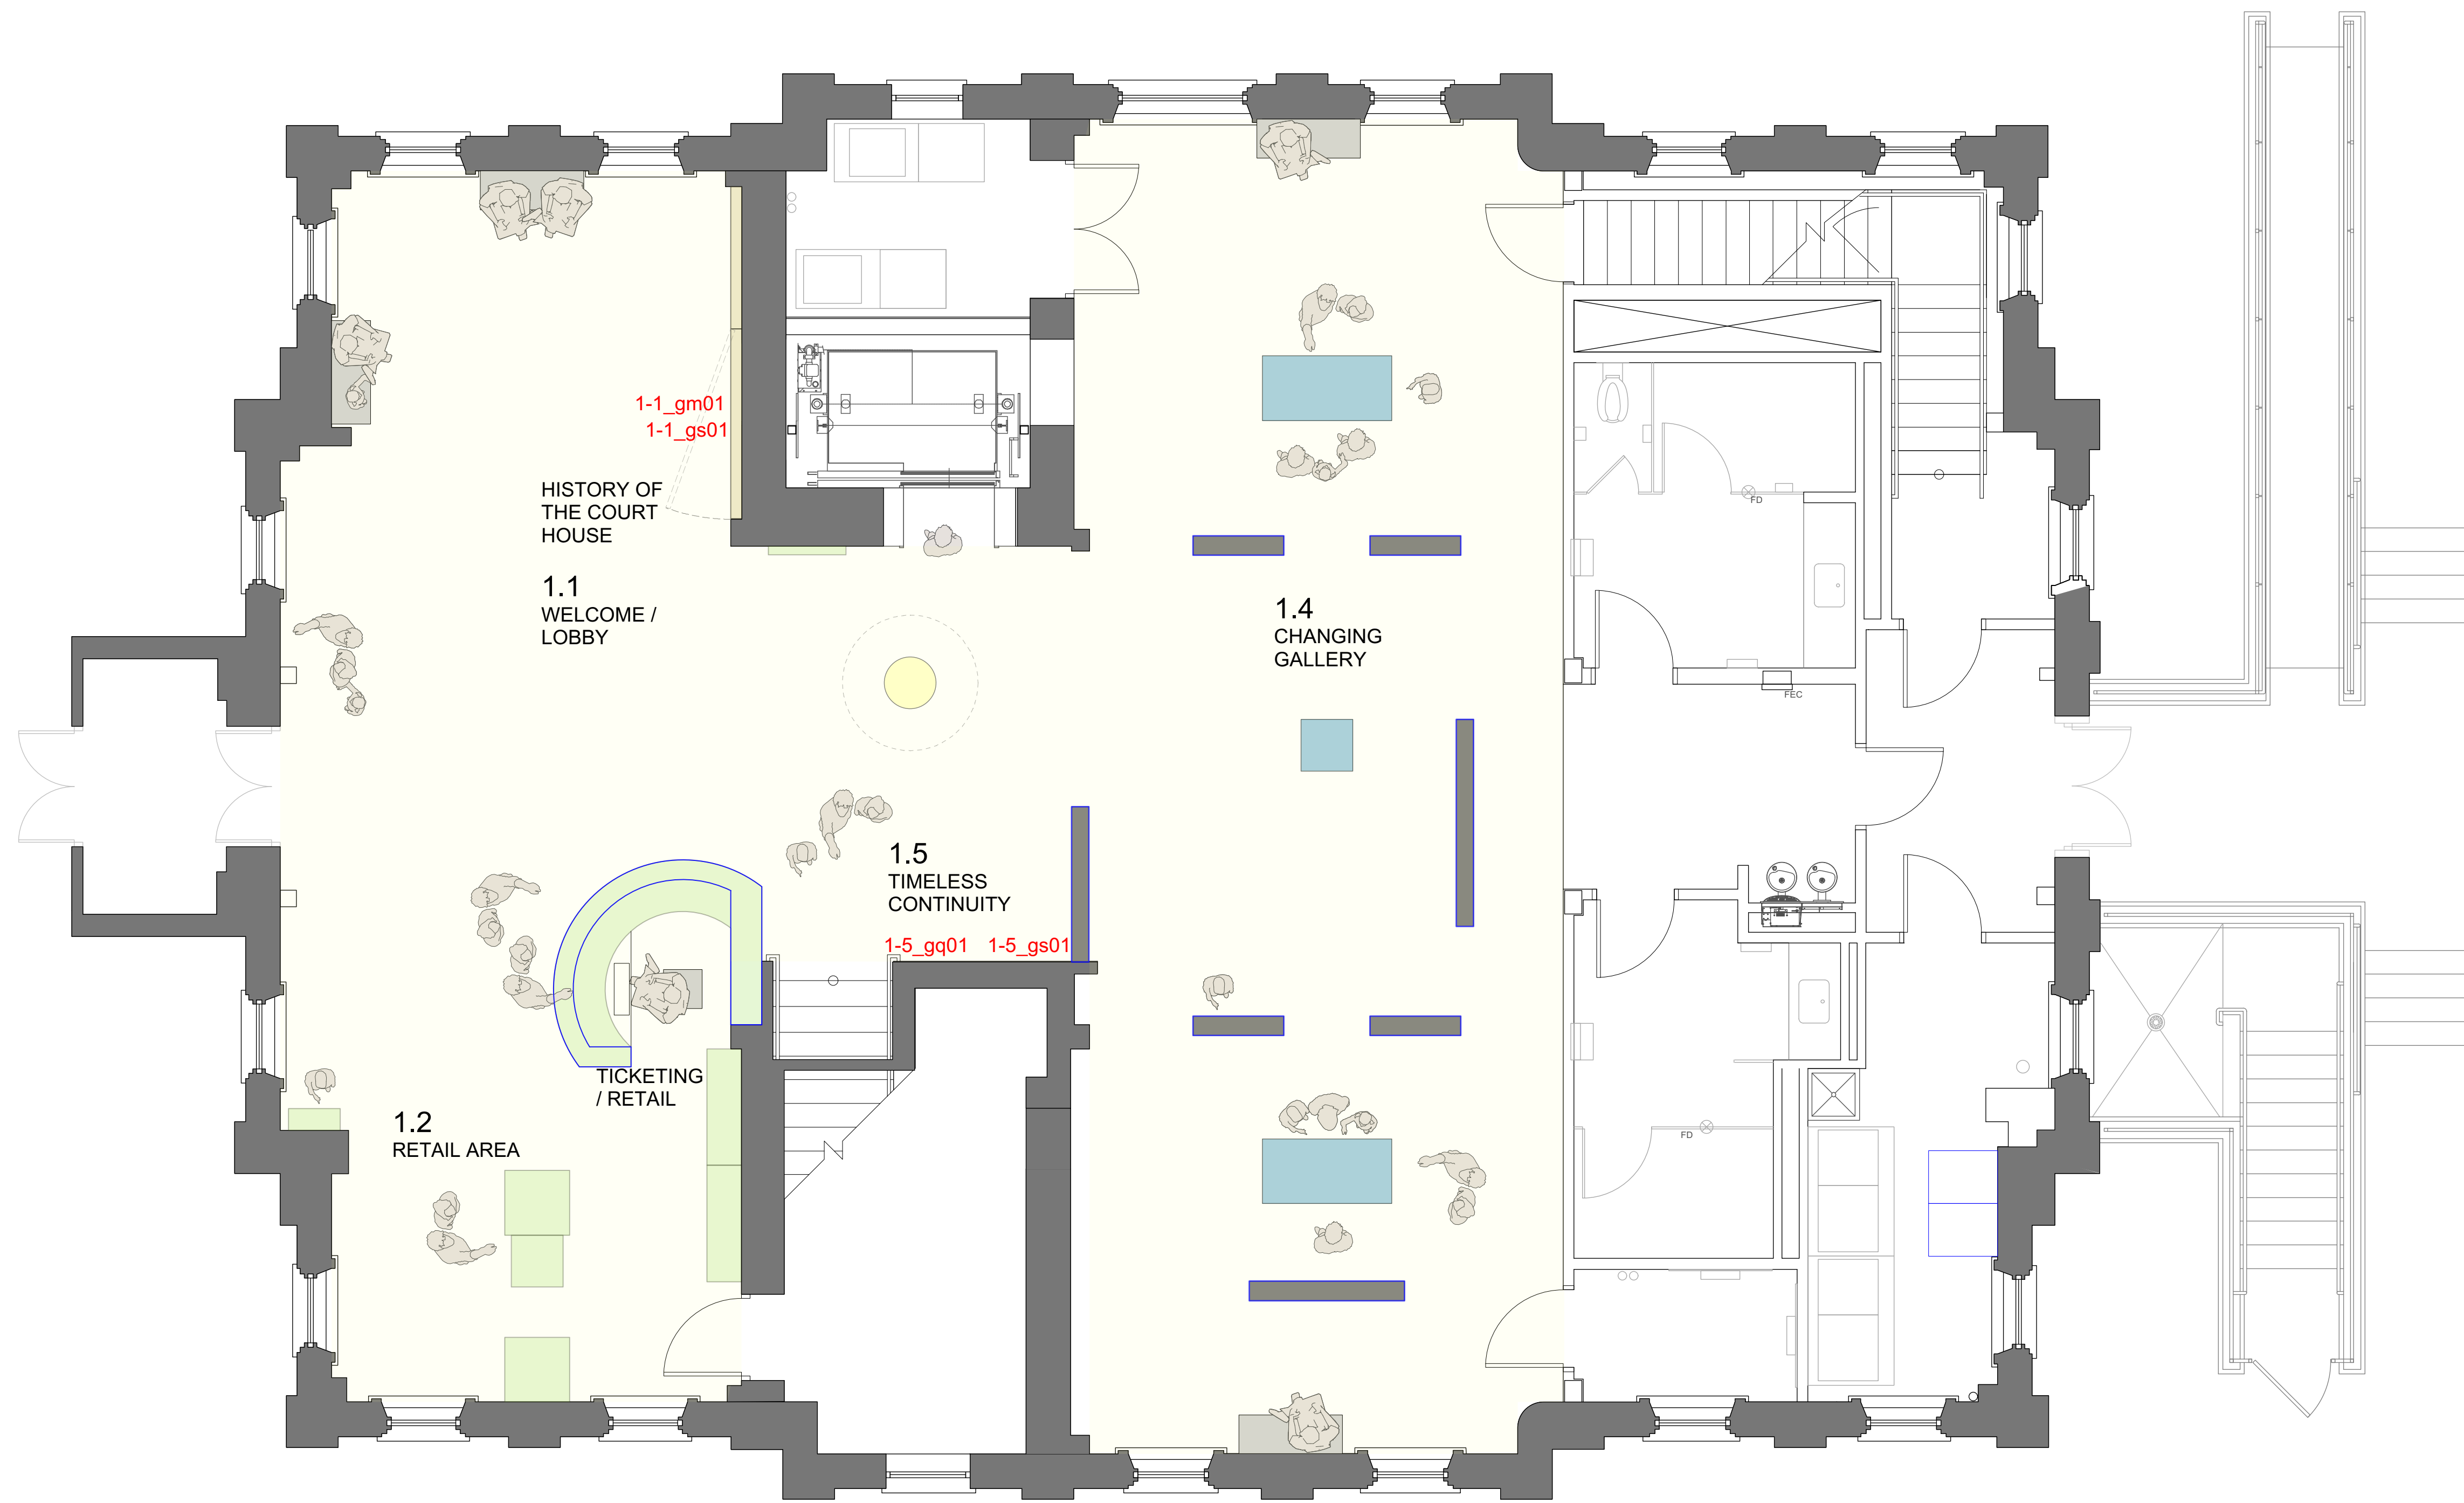 1-1_gm01
1-1_gs01
HISTORY OF
THE COURT
HOUSE
1.1
WELCOME /
LOBBY
1.4
CHANGING
GALLERY
FD
FEC
1.5
TIMELESS
CONTINUITY
1-5_gq01 1-5_gs01
TICKETING
/ RETAIL
1.2
RETAIL AREA
FD